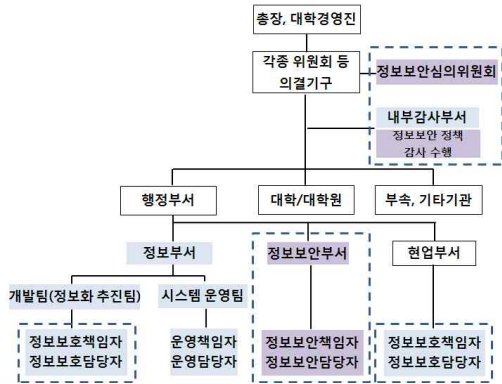 총장, 대학경영진
각종 위원회 등
의결기구
정보보안심의위원회
내부감사부서
정보보안 정책
감사 수행
행정부서
대학/대학원
부속, 기타기관
정보부서
정보보안부서
현업부서
개발팀(정보화 추진팀)
시스템 운영팀
정보보호책임자
정보보호담당자
운영책임자
운영담당자
정보보안책임자
정보보안담당자
정보보호책임자
정보보호담당자